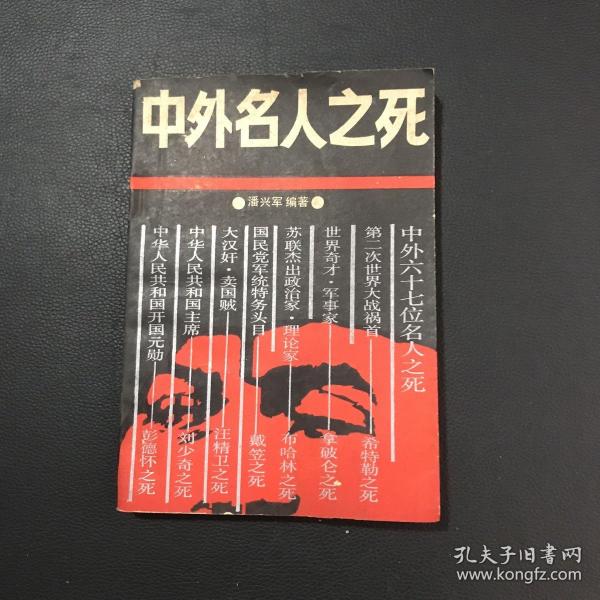 中外名人之死
潘兴军 编著
中外六十七位名人之死
第二次世界大战祸首——希特勒之死
世界奇才·军事家——拿破仑之死
苏联杰出政治家·理论家——布哈林之死
国民党军统特务头目——戴笠之死
大汉奸·卖国贼——汪精卫之死
中华人民共和国主席——刘少奇之死
中华人民共和国开国元勋——彭德怀之死
孔夫子旧书网
www.kongfz.com